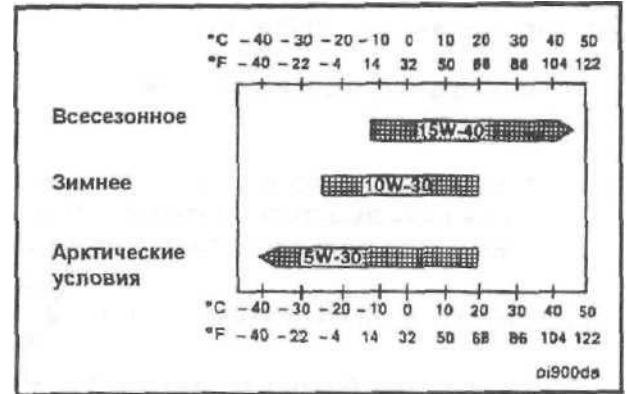 °C -40 -30 -20 -10 0 10 20 30 40 50
°F -40 -22 -4 14 32 50 68 86 104 122
Всесезонное 15W-40
Зимнее 10W-30
Арктические 5W-30
условия
°C -40 -30 -20 -10 0 10 20 30 40 50
°F -40 -22 -4 14 32 50 68 86 104 122
pi900da